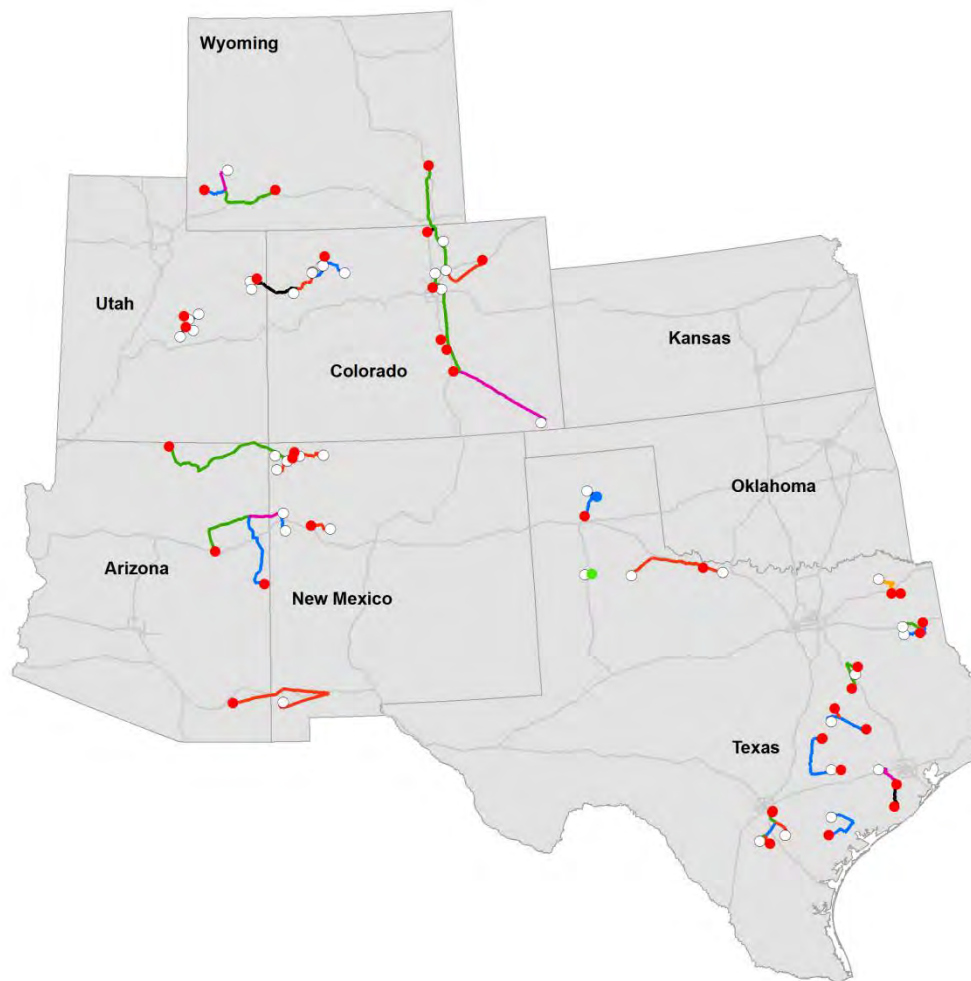 Wyoming
Utah
Colorado
Kansas
Oklahoma
Arizona
New Mexico
Texas